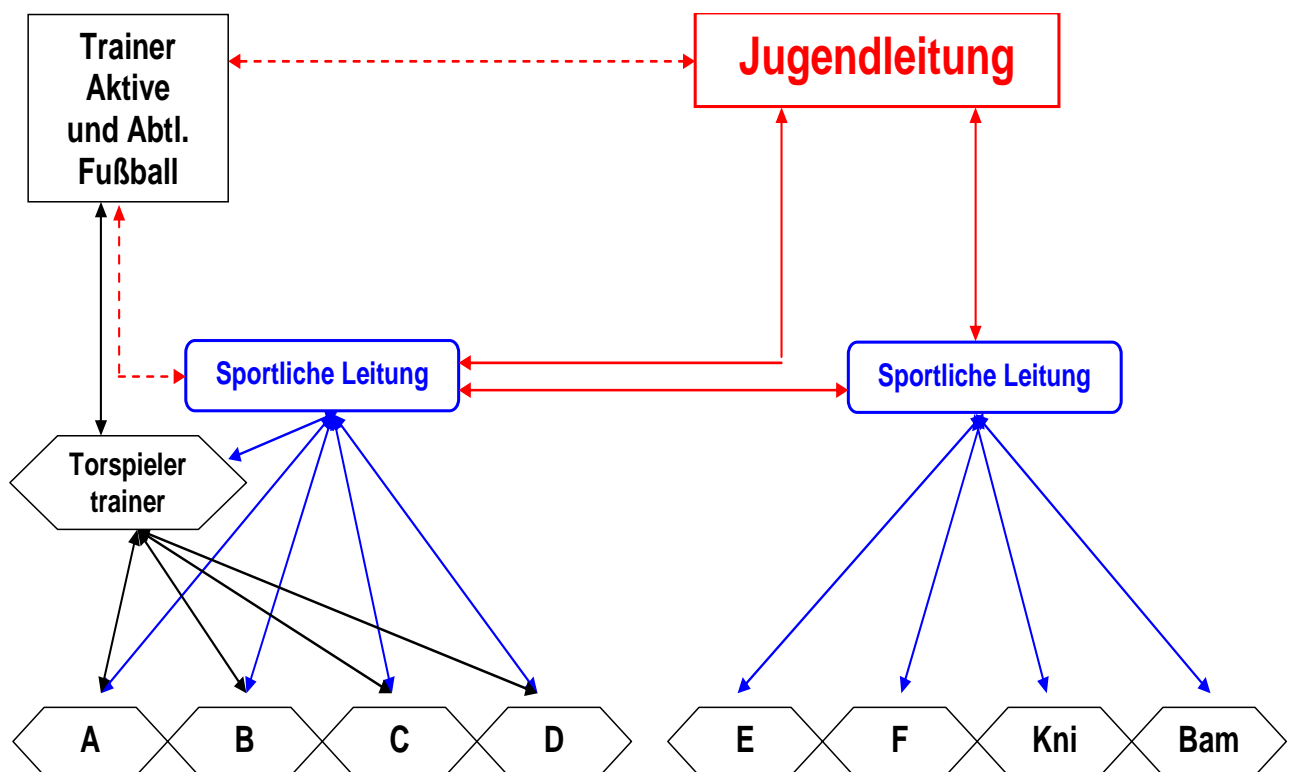 Trainer
Aktive
und Abtl.
Fußball
Jugendleitung
Sportliche Leitung
Sportliche Leitung
Torspieler
trainer
A
B
C
D
E
F
Kni
Bam